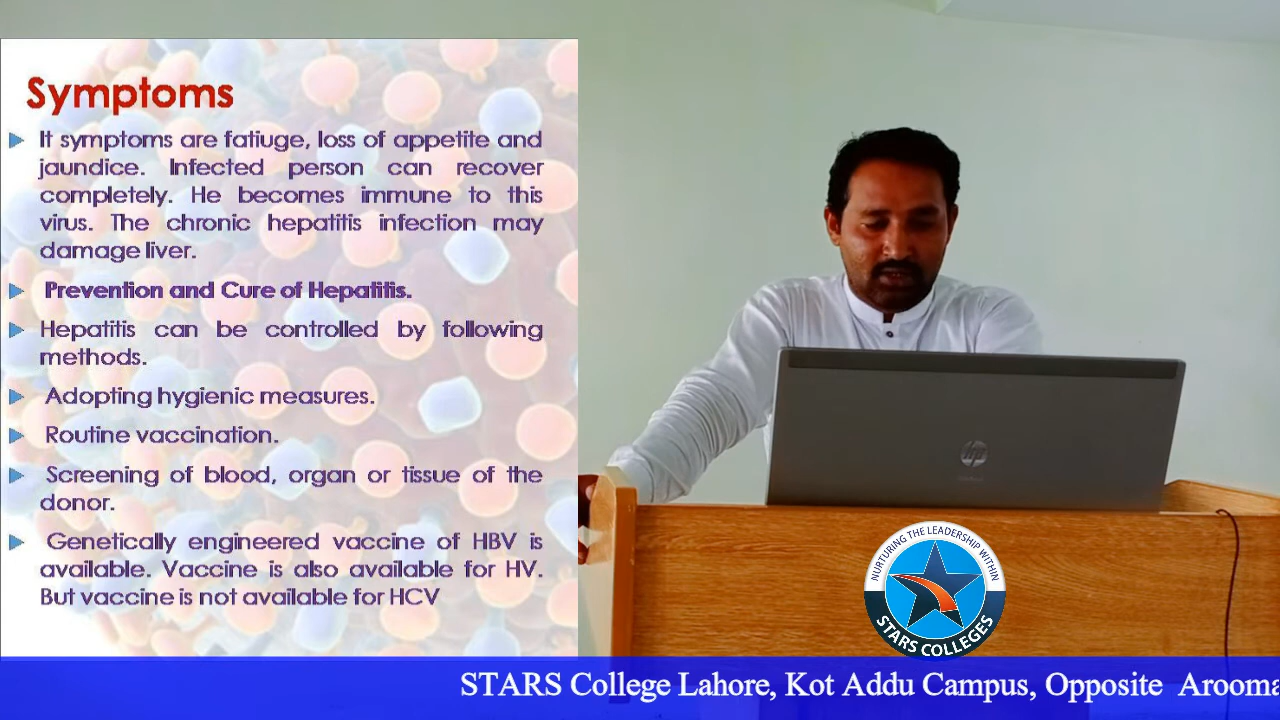 Symptoms
It symptoms are fatiuge, loss of appetite and
jaundice. Infected person can recover
completely. He becomes immune to this
virus. The chronic hepatitis infection may
damage liver.
Prevention and Cure of Hepatitis.
Hepatitis can be controlled by following
methods.
Adopting hygienic measures.
Routine vaccination.
Screening of blood, organ or tissue of the
donor.
Genetically engineered vaccine of HBV is
available. Vaccine is also available for HV.
But vaccine is not available for HCV
hp
NURTURING THE LEADERSHIP WITHIN
STARS COLLEGES
STARS College Lahore, Kot Addu Campus, Opposite Arooma